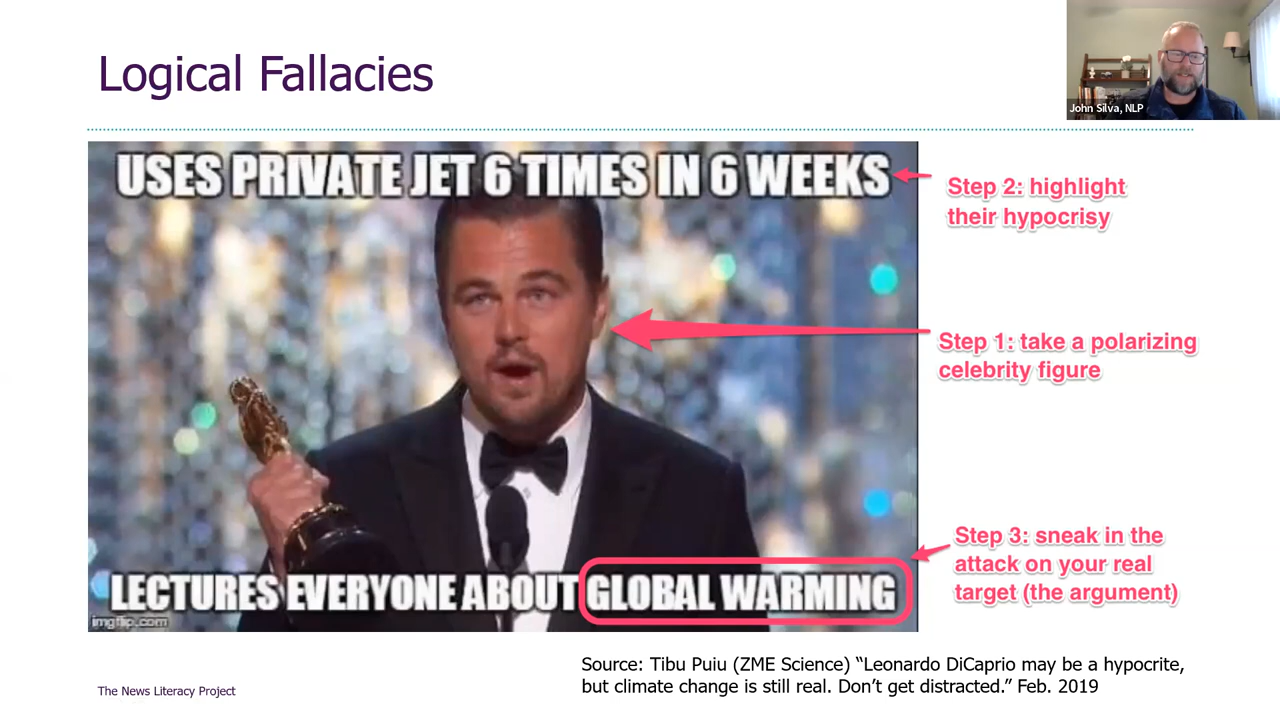 Logical Fallacies
John Silva, NLP
USES PRIVATE JET 6 TIMES IN 6 WEEKS
Step 2: highlight
their hypocrisy
Step 1: take a polarizing
celebrity figure
Step 3: sneak in the
attack on your real
target (the argument)
LECTURES EVERYONE ABOUT GLOBAL WARMING
imgflip.com
Source: Tibu Puiu (ZME Science) “Leonardo DiCaprio may be a hypocrite,
but climate change is still real. Don’t get distracted.” Feb. 2019
The News Literacy Project